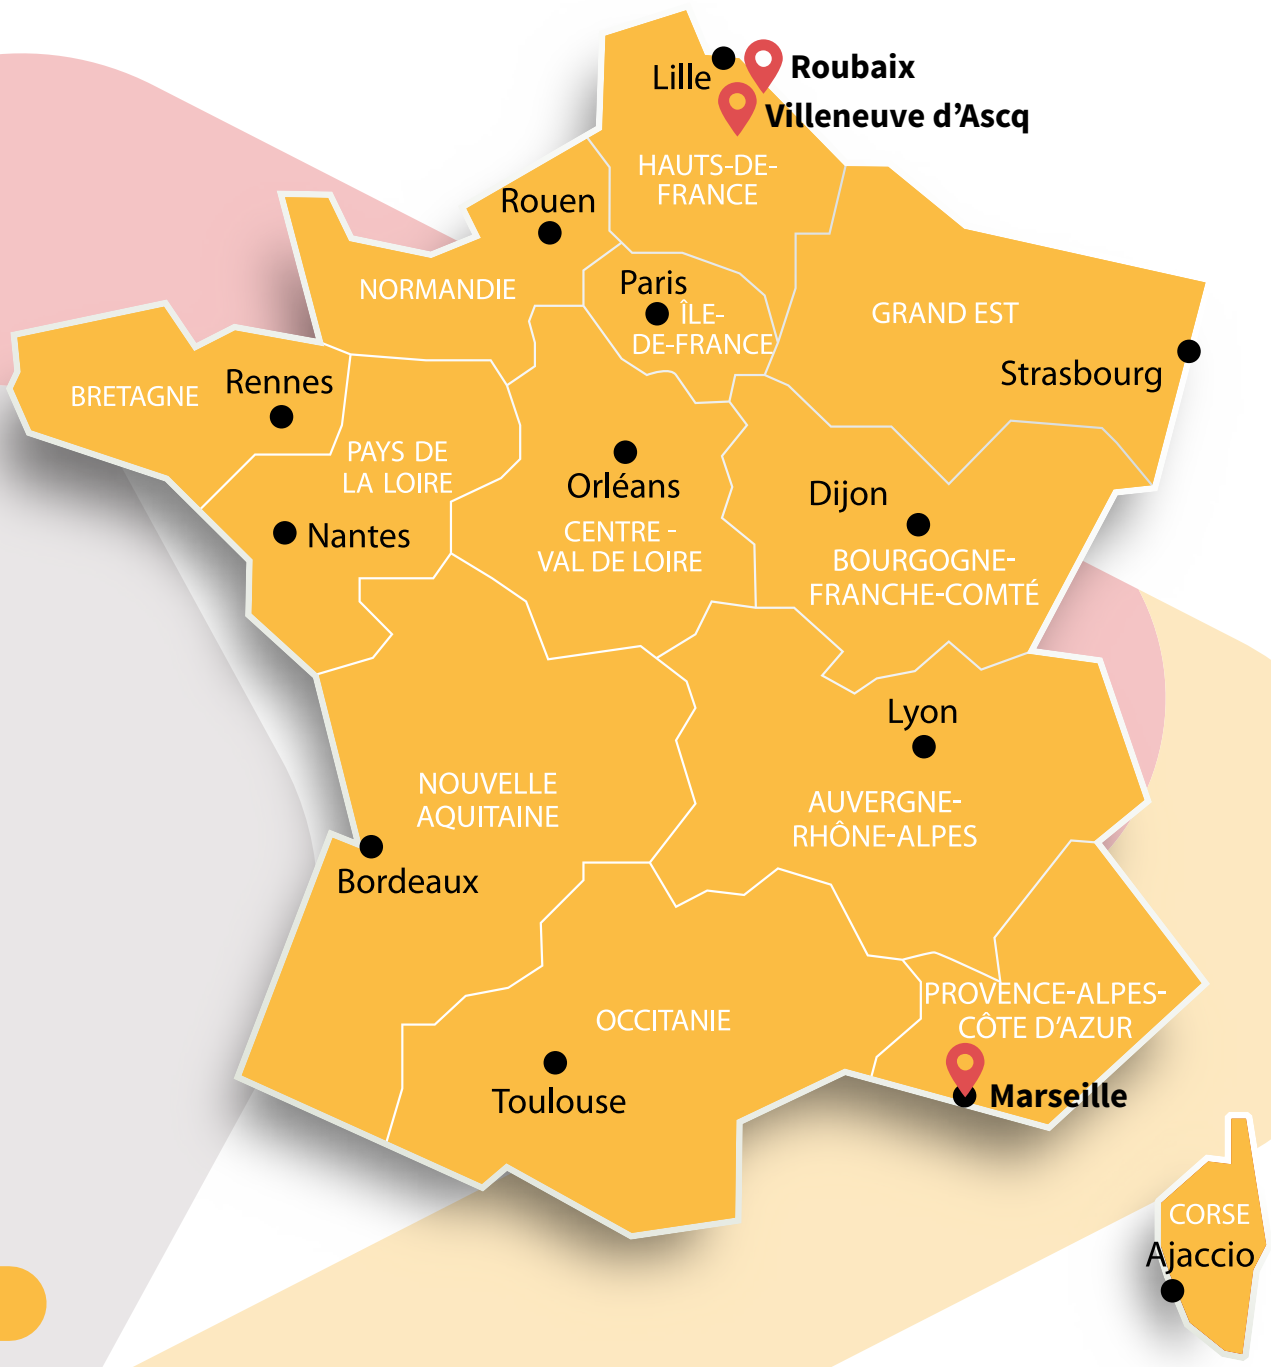 Lille
Roubaix
Villeneuve d’Ascq
HAUTS-DE-
FRANCE
Rouen
NORMANDIE
Paris
ÎLE-
DE-FRANCE
GRAND EST
Strasbourg
BRETAGNE
Rennes
PAYS DE
LA LOIRE
Nantes
Orléans
CENTRE -
VAL DE LOIRE
Dijon
BOURGOGNE-
FRANCHE-COMTÉ
Lyon
AUVERGNE-
RHÔNE-ALPES
NOUVELLE
AQUITAINE
Bordeaux
OCCITANIE
Toulouse
PROVENCE-ALPES-
CÔTE D’AZUR
Marseille
CORSE
Ajaccio